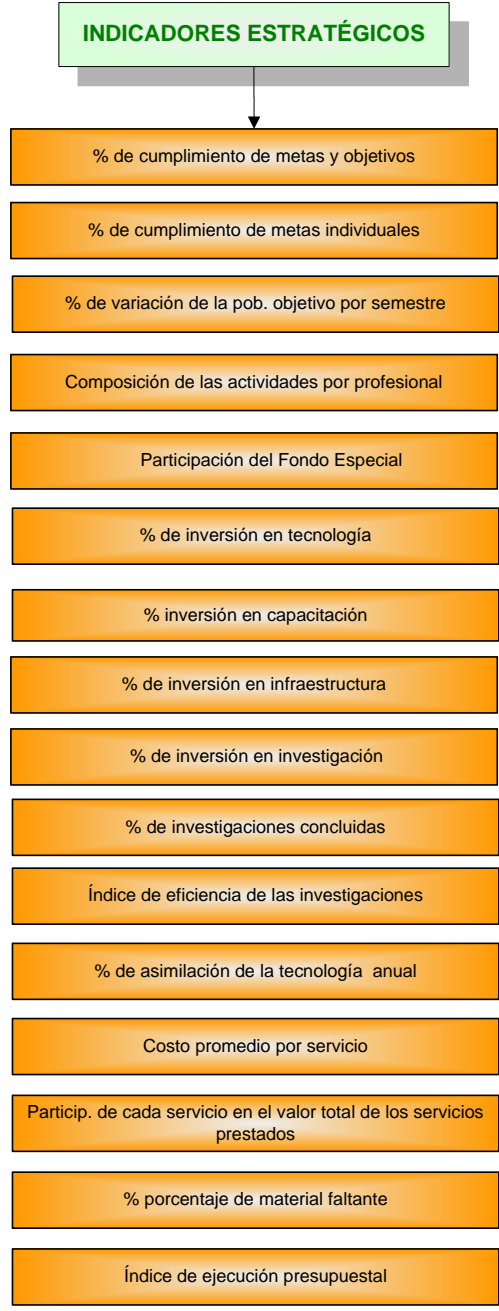 INDICADORES ESTRATÉGICOS
% de cumplimiento de metas y objetivos
% de cumplimiento de metas individuales
% de variación de la pob. objetivo por semestre
Composición de las actividades por profesional
Participación del Fondo Especial
% de inversión en tecnología
% inversión en capacitación
% de inversión en infraestructura
% de inversión en investigación
% de investigaciones concluidas
Índice de eficiencia de las investigaciones
% de asimilación de la tecnología  anual
Costo promedio por servicio
Particip. de cada servicio en el valor total de los servicios
prestados
% porcentaje de material faltante
Índice de ejecución presupuestal